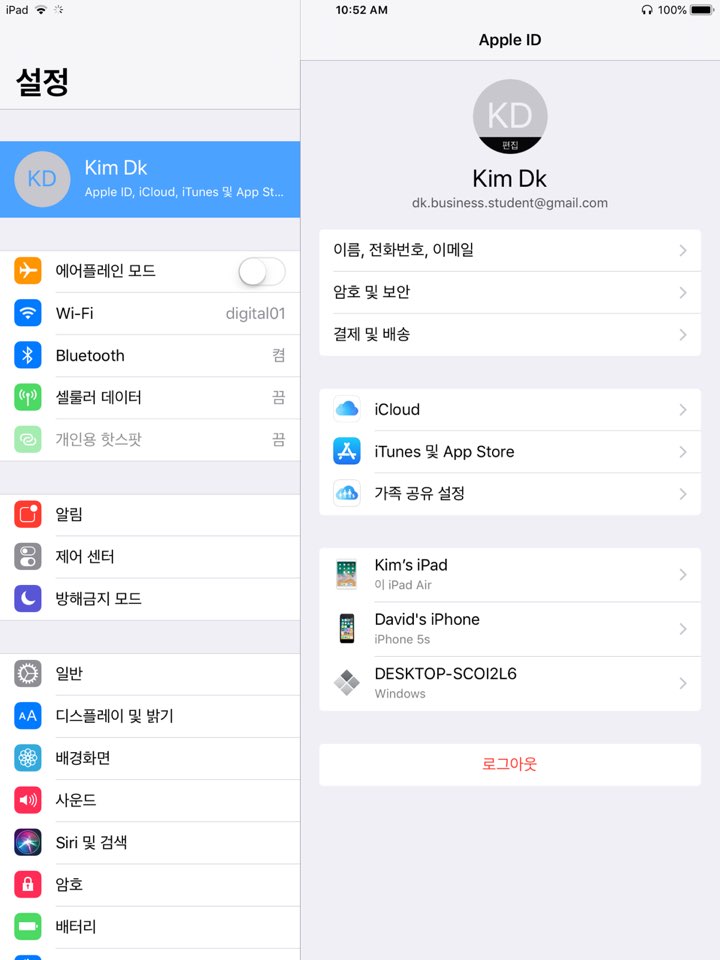 iPad
10:52 AM
100%
설정
KD
Kim Dk
Apple ID, iCloud, iTunes 및 App St...
에어플레인 모드
Wi-Fi
digital01
Bluetooth
켬
셀룰러 데이터
끔
개인용 핫스팟
끔
알림
제어 센터
방해금지 모드
일반
AA
디스플레이 및 밝기
배경화면
사운드
Siri 및 검색
암호
배터리
Apple ID
KD
편집
Kim Dk
dk.business.student@gmail.com
이름, 전화번호, 이메일
암호 및 보안
결제 및 배송
iCloud
iTunes 및 App Store
가족 공유 설정
Kim's iPad
이 iPad Air
David's iPhone
iPhone 5s
DESKTOP-SCOI2L6
Windows
로그아웃